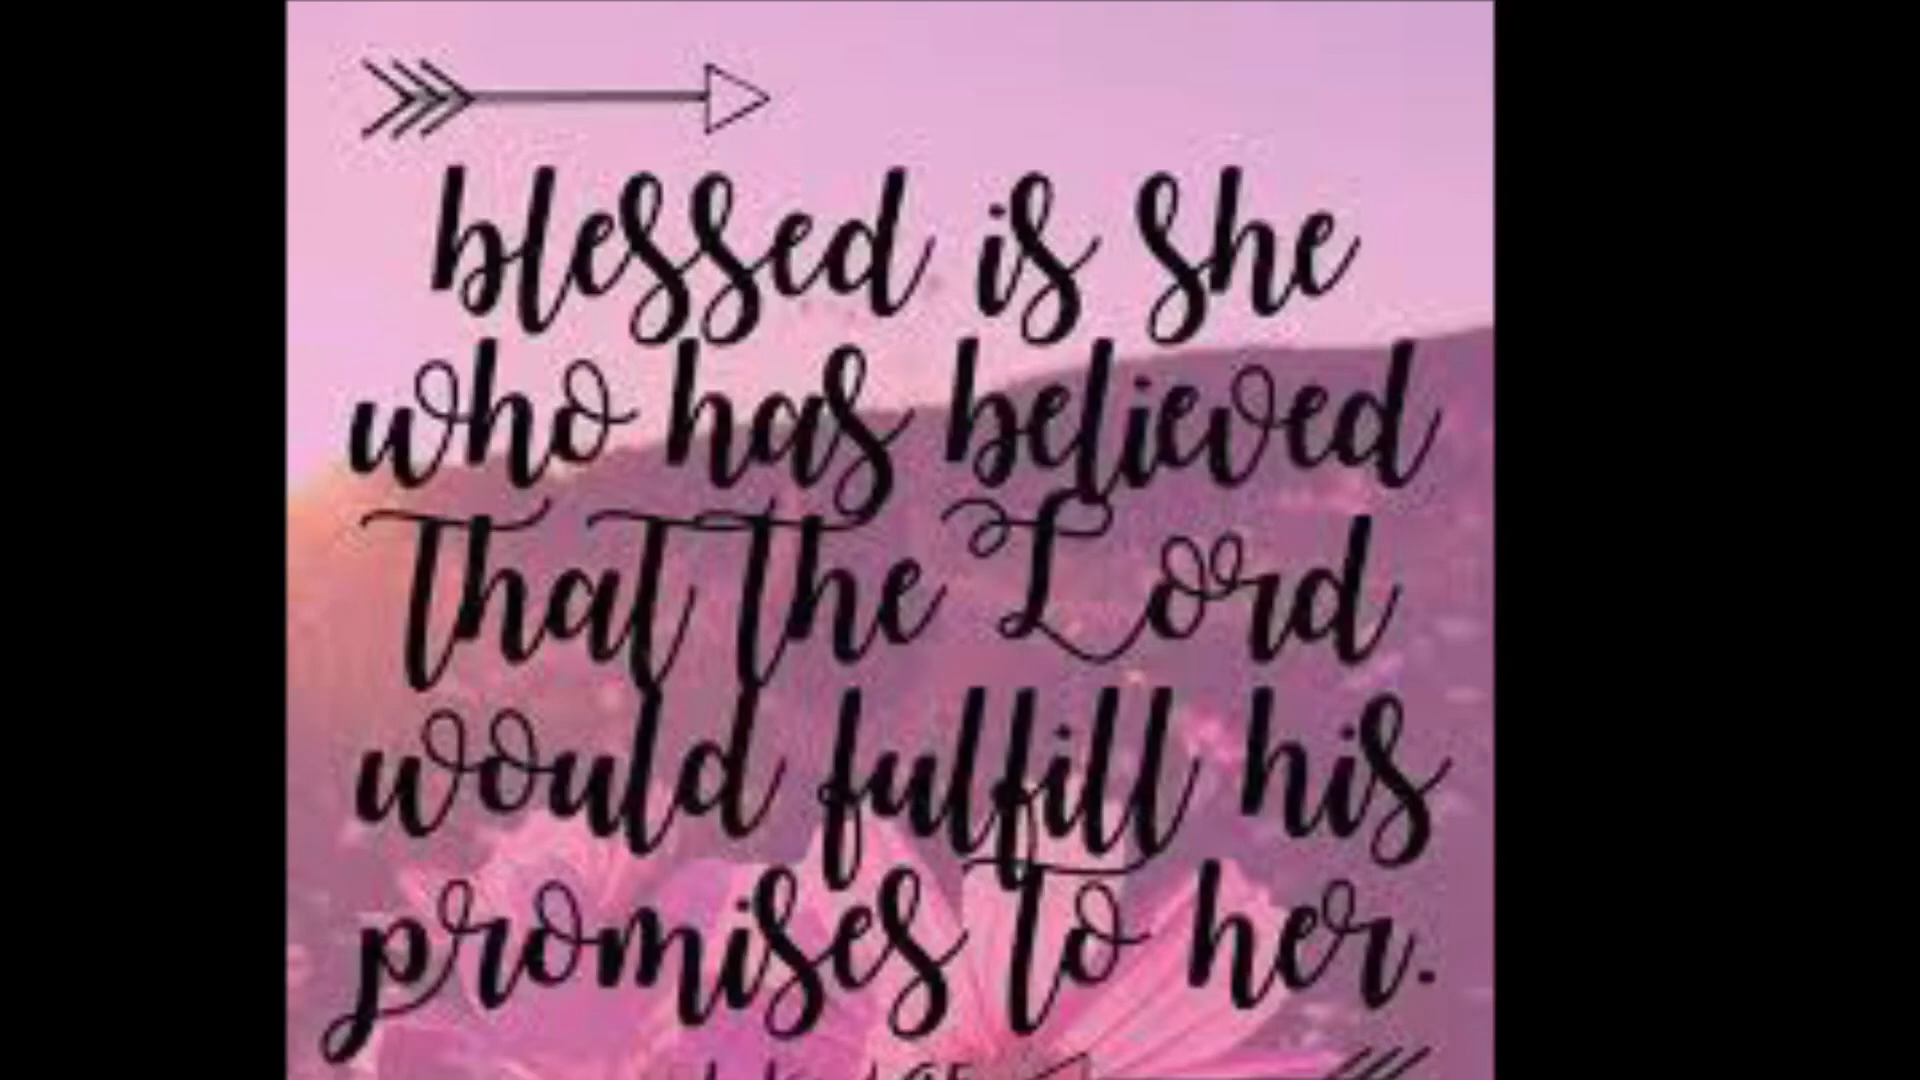 blessed is she
who has believed
that the Lord
would fulfill his
promises to her.